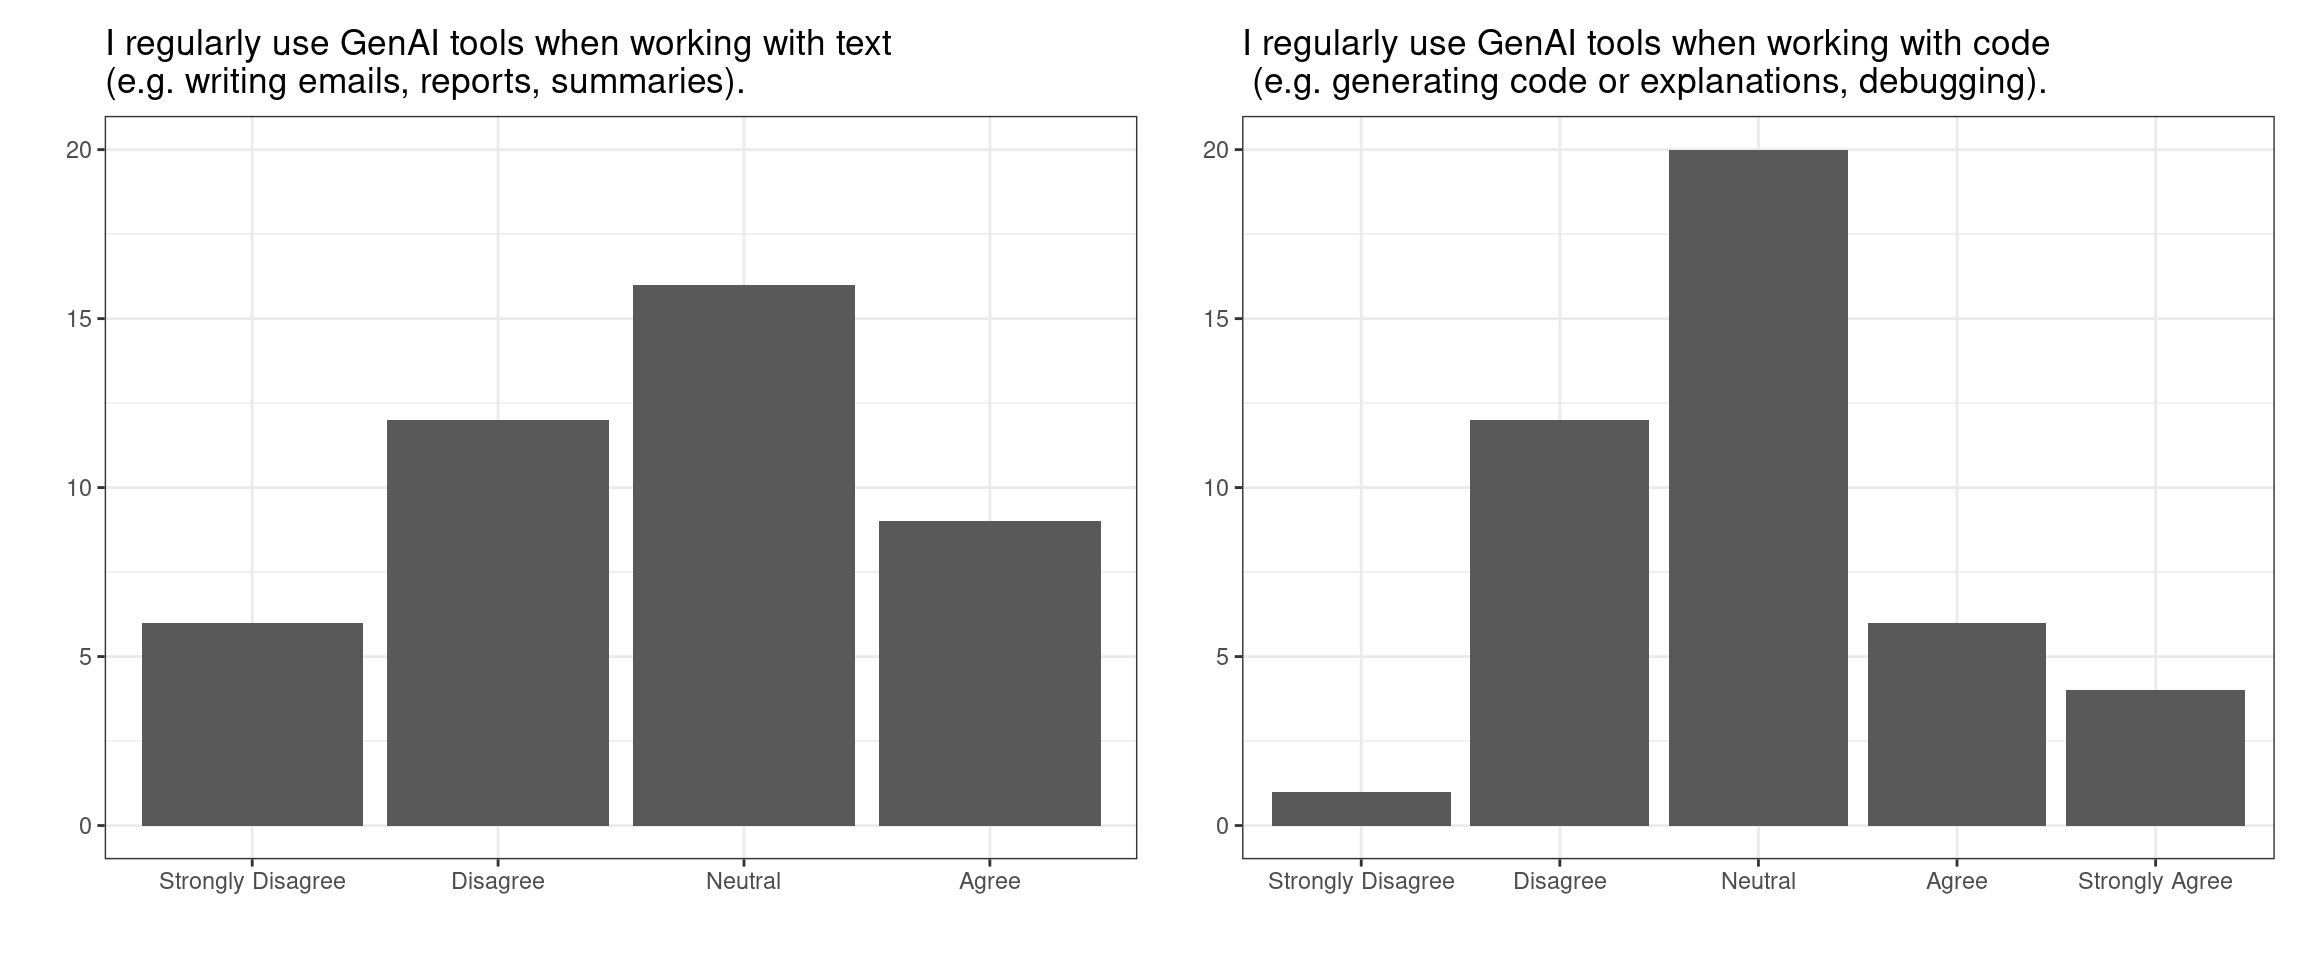 I regularly use GenAI tools when working with text
(e.g. writing emails, reports, summaries).
20
15
10
5
0
Strongly Disagree
Disagree
Neutral
Agree
I regularly use GenAI tools when working with code
(e.g. generating code or explanations, debugging).
20
15
10
5
0
Strongly Disagree
Disagree
Neutral
Agree
Strongly Agree